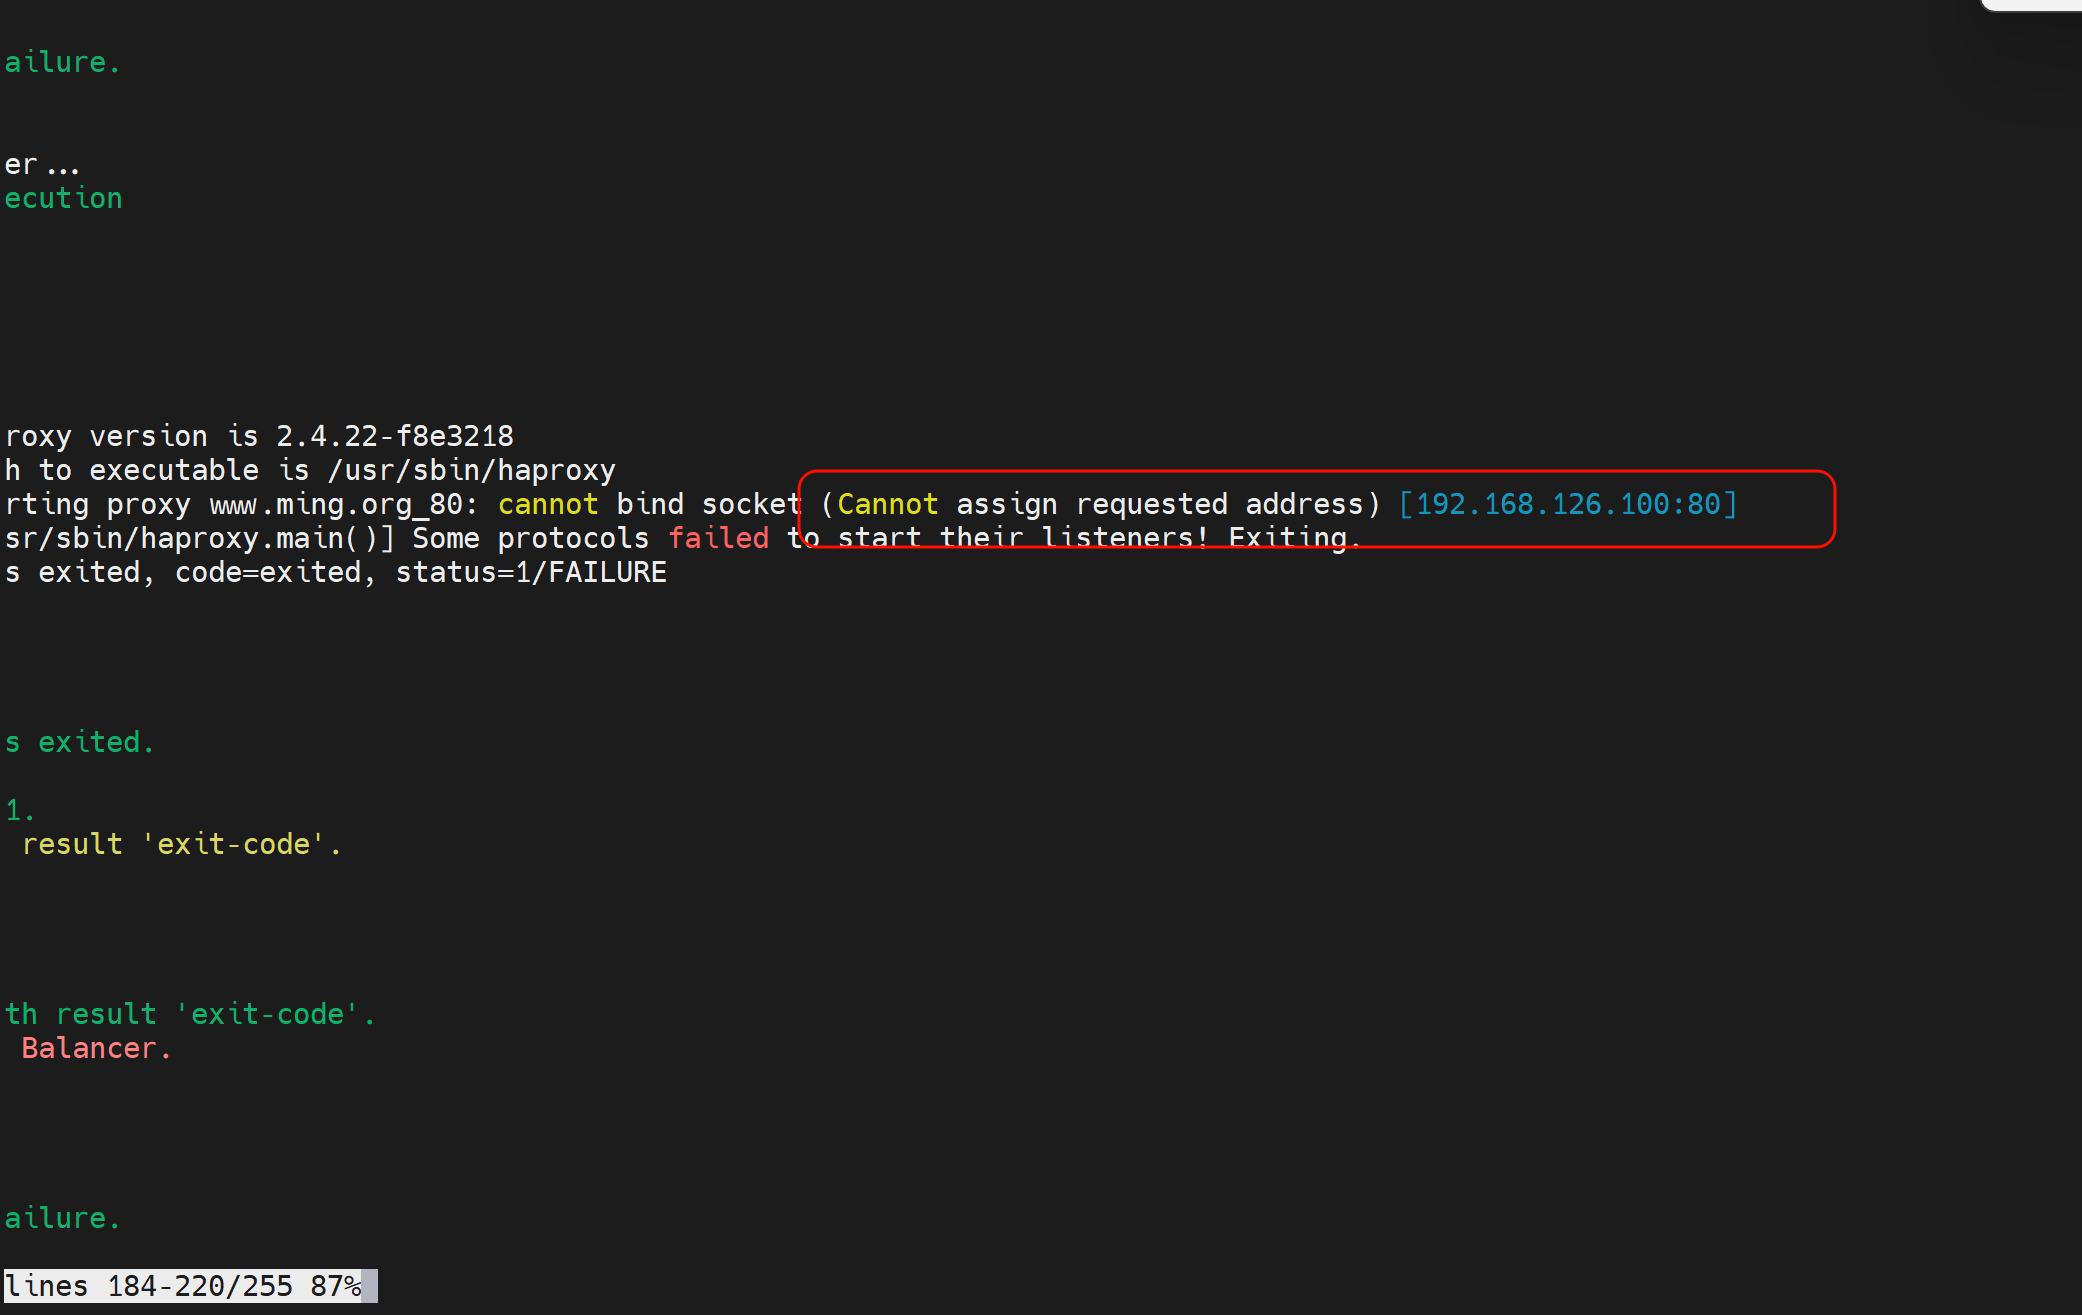 ailure.
er...
ecution
roxy version is 2.4.22-f8e3218
h to executable is /usr/sbin/haproxy
rting proxy www.ming.org_80: cannot bind socket (Cannot assign requested address) [192.168.126.100:80]
sr/sbin/haproxy.main()] Some protocols failed to start their listeners! Exiting.
s exited, code=exited, status=1/FAILURE
s exited.
1.
result 'exit-code'.
th result 'exit-code'.
Balancer.
ailure.
lines 184-220/255 87%